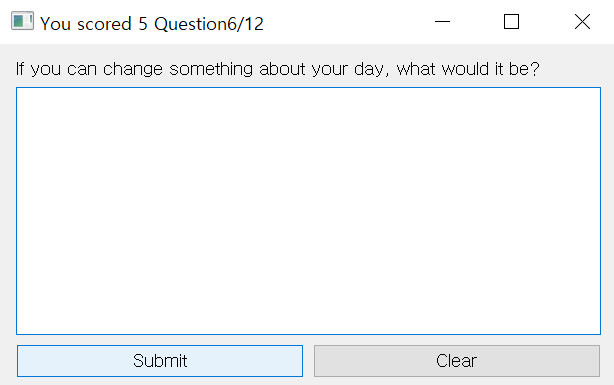 You scored 5 Question6/12
If you can change something about your day, what would it be?
Submit
Clear